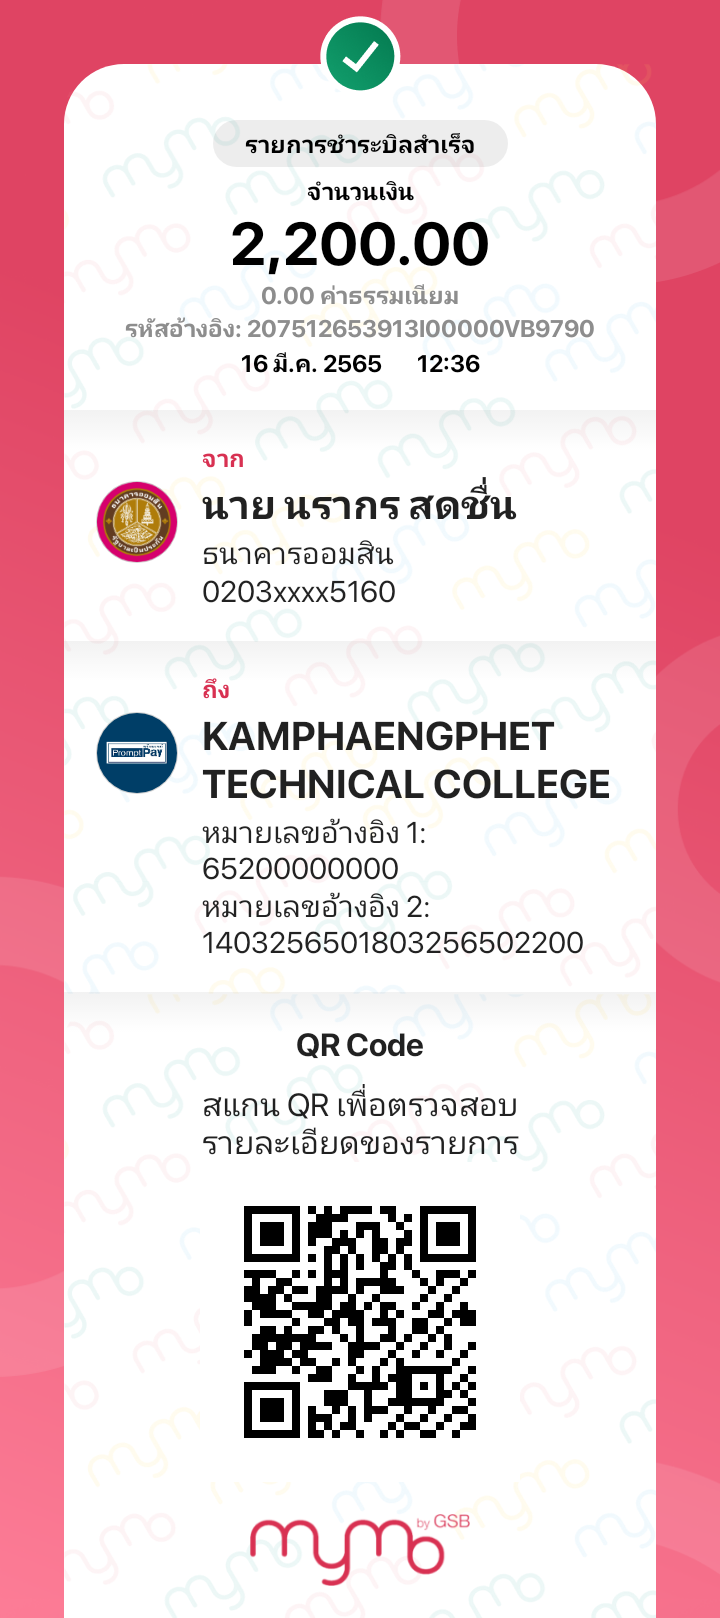 รายการชำระบิลสำเร็จ
จำนวนเงิน
2,200.00
0.00 ค่าธรรมเนียม
รหัสอ้างอิง: 207512653913I00000VB9790
16 มี.ค. 2565 12:36
จาก
นาย นรากร สดชื่น
ธนาคารออมสิน
0203xxxx5160
ถึง
PromptPay
KAMPHAENGPHET
TECHNICAL COLLEGE
หมายเลขอ้างอิง 1:
65200000000
หมายเลขอ้างอิง 2:
1403256501803256502200
QR Code
สแกน QR เพื่อตรวจสอบ
รายละเอียดของรายการ
mymo by GSB